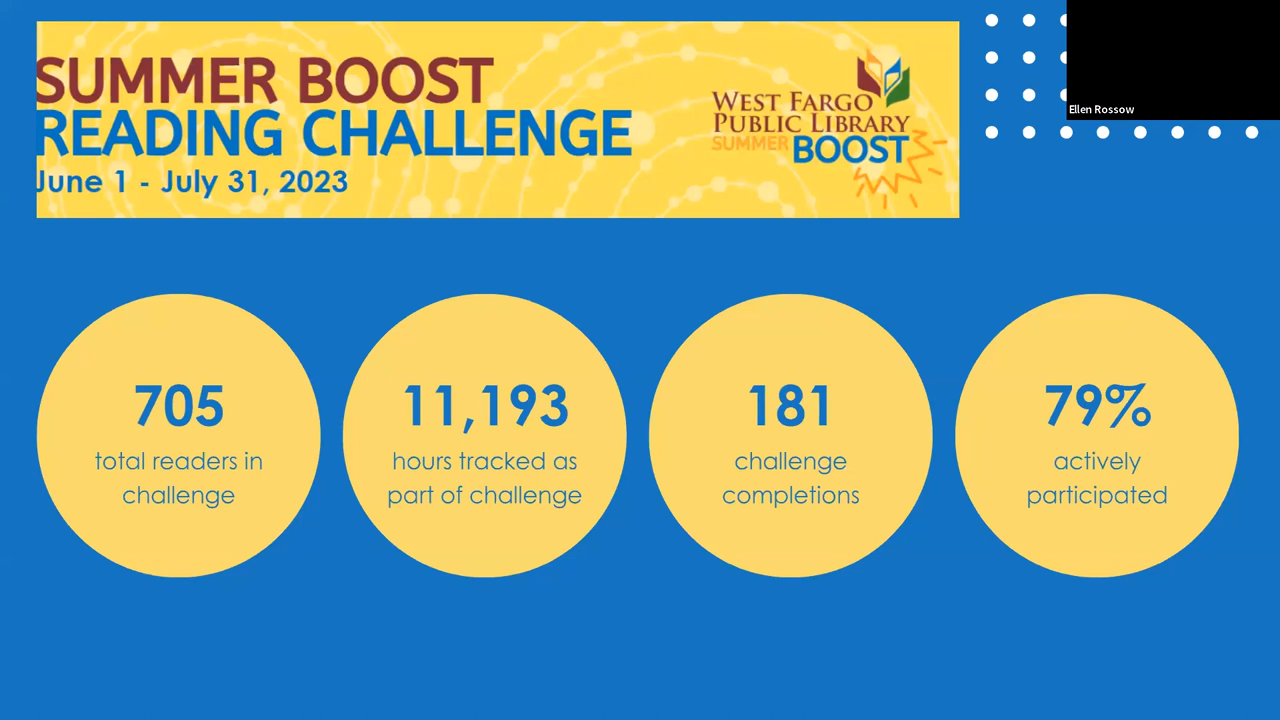 SUMMER BOOST
READING CHALLENGE
June 1 - July 31, 2023
WEST FARGO
PUBLIC LIBRARY
SUMMER BOOST
Ellen Rossow
705
total readers in
challenge
11,193
hours tracked as
part of challenge
181
challenge
completions
79%
actively
participated